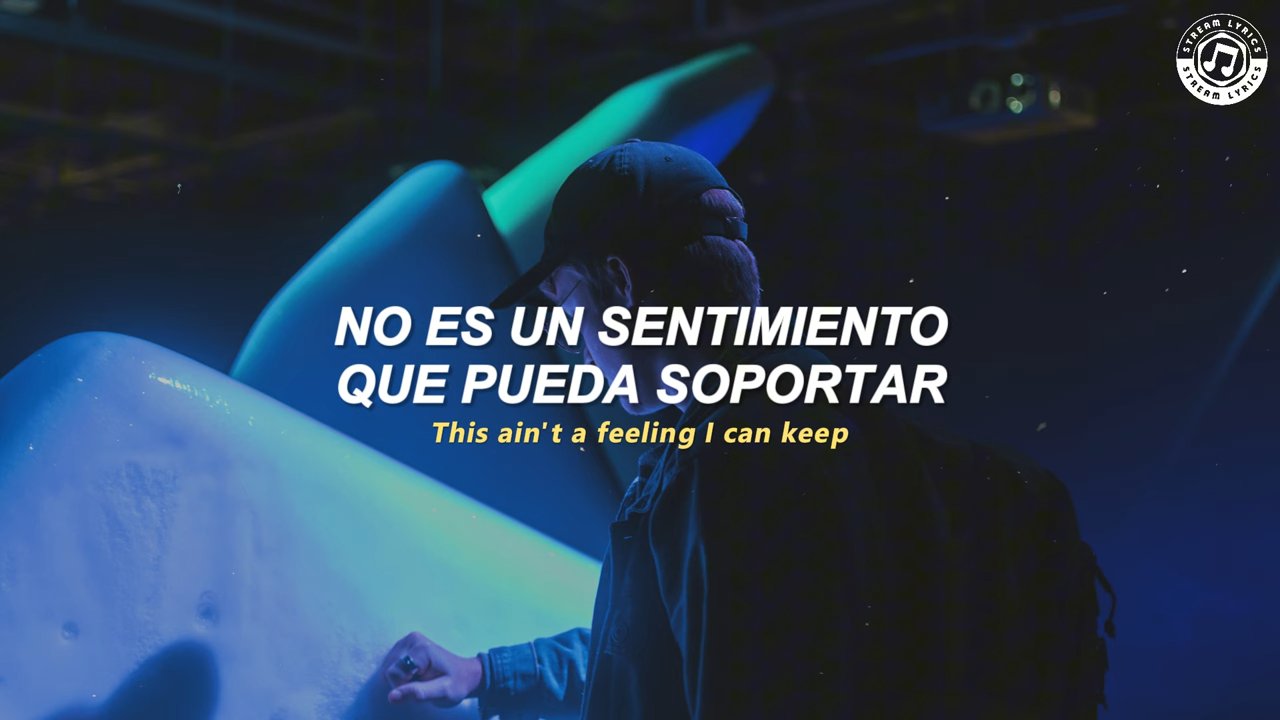 STREAM LYRICS
STREAM LYRICS
NO ES UN SENTIMIENTO
QUE PUEDA SOPORTAR
This ain't a feeling I can keep